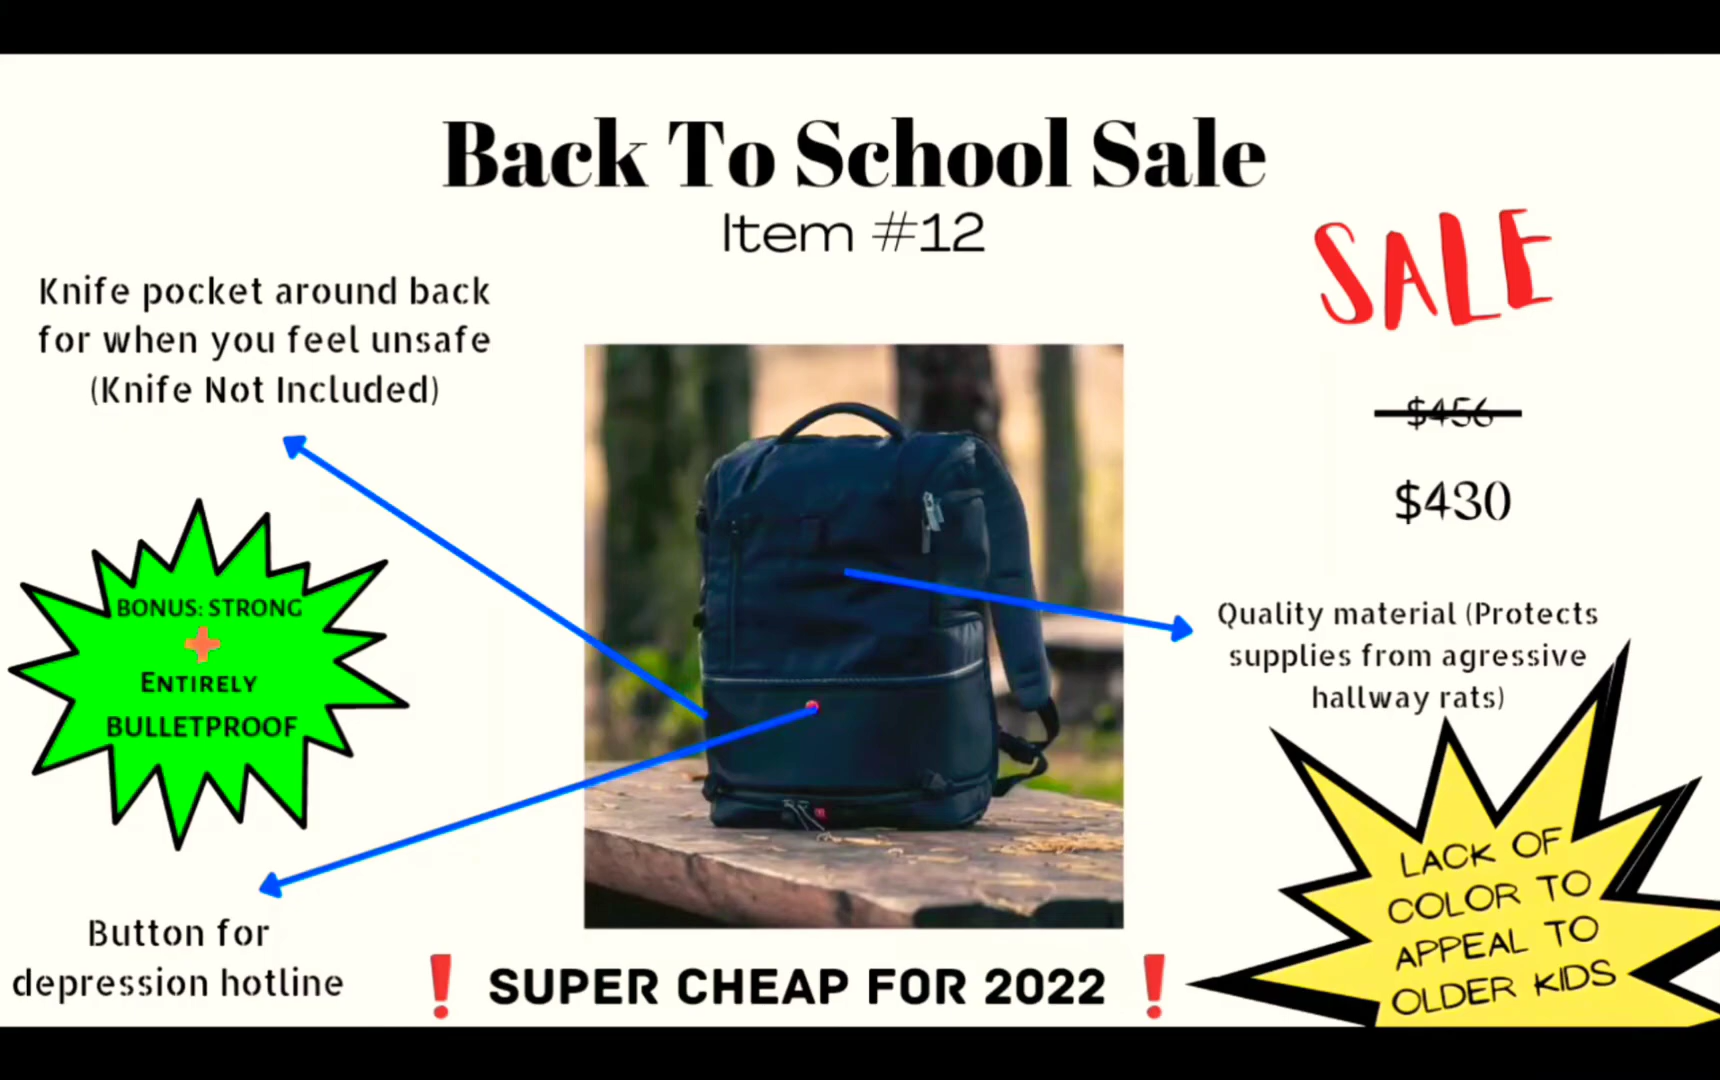 Back To School Sale
Item #12
SALE
Knife pocket around back
for when you feel unsafe
(Knife Not Included)
$456
$430
BONUS: STRONG
ENTIRELY
BULLETPROOF
Quality material (Protects
supplies from agressive
hallway rats)
LACK OF
COLOR TO
APPEAL TO
OLDER KIDS
Button for
depression hotline
❗ SUPER CHEAP FOR 2022 ❗